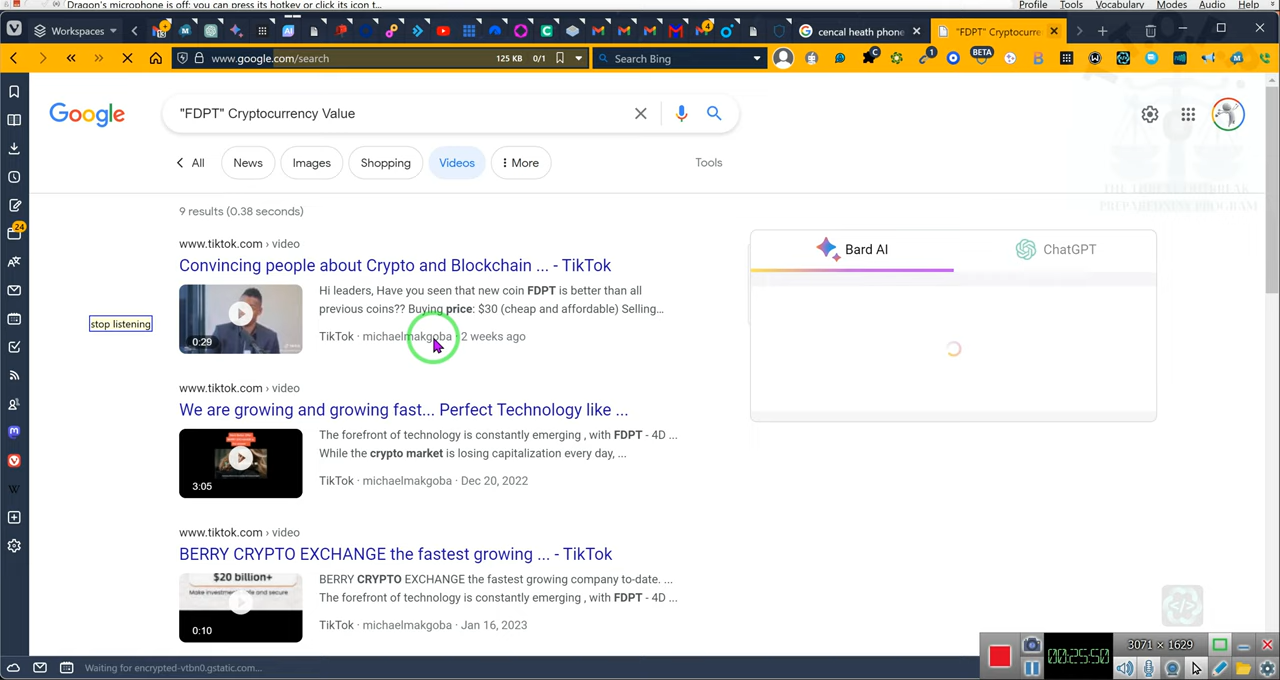 Dragon's microphone is off: you can press its hotkey or click its icon t...
Profile Tools Vocabulary Modes Audio Help
Workspaces
cencal heath phone
"FDPT" Cryptocurre
www.google.com/search
125 KB 0/1
Search Bing
BETA
Google
"FDPT" Cryptocurrency Value
All
News
Images
Shopping
Videos
More
Tools
THE THREAT OUTBREAK
PREPAREDNESS PROGRAM
9 results (0.38 seconds)
www.tiktok.com › video
Convincing people about Crypto and Blockchain ... - TikTok
Hi leaders, Have you seen that new coin FDPT is better than all
previous coins?? Buying price: $30 (cheap and affordable) Selling...
TikTok · michaelmakgoba · 2 weeks ago
0:29
Bard AI
ChatGPT
stop listening
www.tiktok.com › video
We are growing and growing fast... Perfect Technology like ...
The forefront of technology is constantly emerging , with FDPT - 4D ...
While the crypto market is losing capitalization every day, ...
TikTok · michaelmakgoba · Dec 20, 2022
3:05
www.tiktok.com › video
BERRY CRYPTO EXCHANGE the fastest growing ... - TikTok
$20 billion+
BERRY CRYPTO EXCHANGE the fastest growing company to-date. ...
The forefront of technology is constantly emerging , with FDPT - 4D ...
TikTok · michaelmakgoba · Jan 16, 2023
0:10
24
Waiting for encrypted-vtbn0.gstatic.com...
3071 × 1629
00:25:50